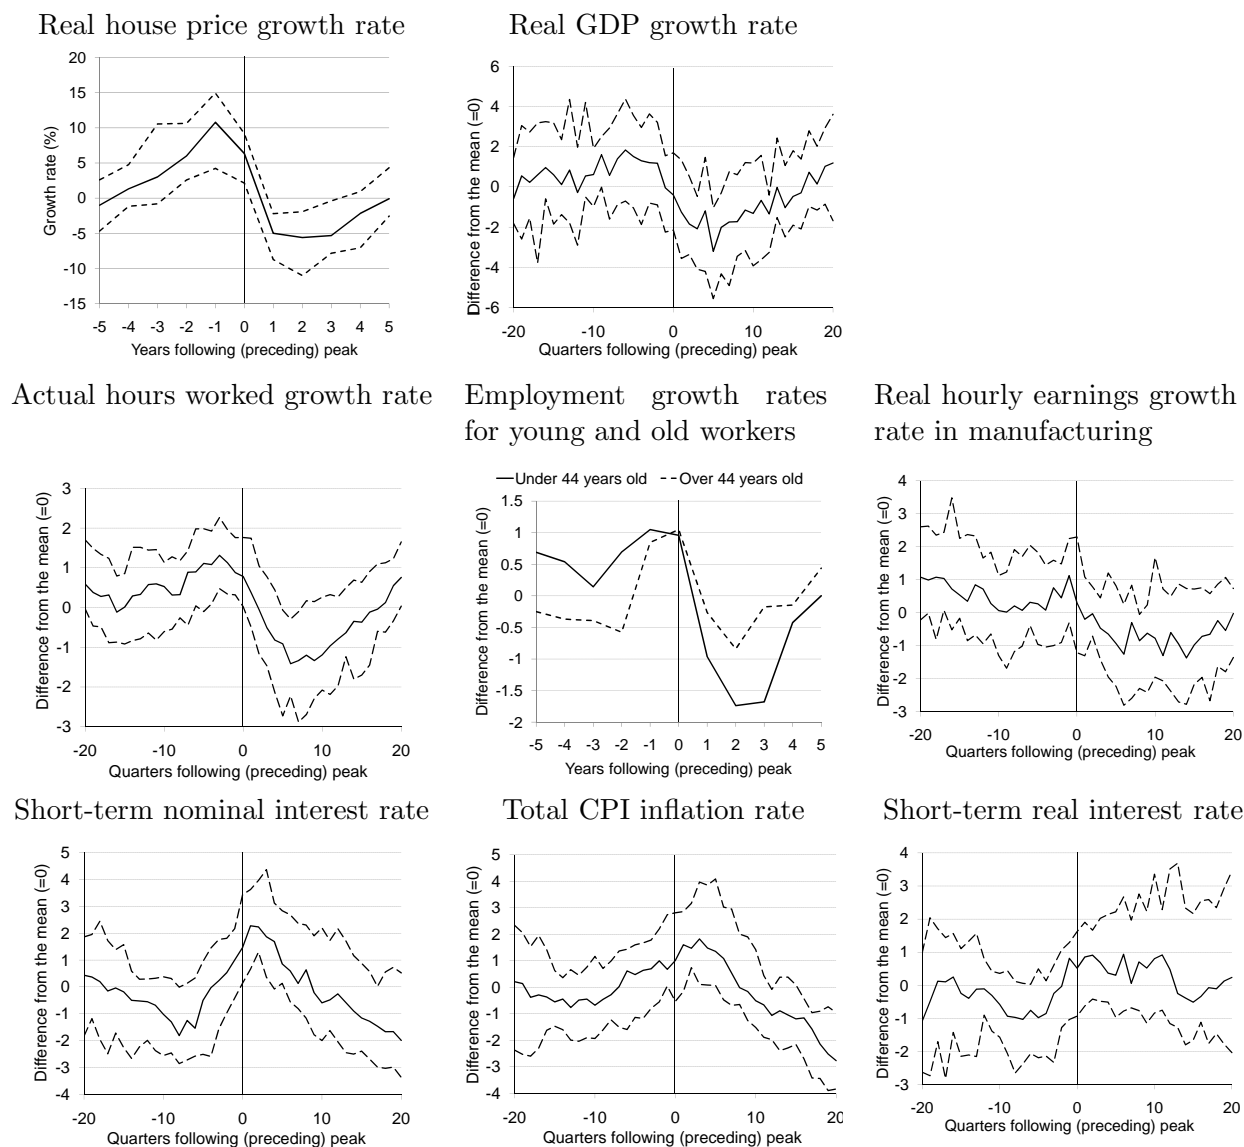 Real house price growth rate
Growth rate (%)
20
15
10
5
0
-5
-10
-15
-5 -4 -3 -2 -1 0 1 2 3 4 5
Years following (preceding) peak
Real GDP growth rate
Difference from the mean (=0)
6
4
2
0
-2
-4
-6
-20 -10 0 10 20
Quarters following (preceding) peak
Actual hours worked growth rate
Difference from the mean (=0)
3
2
1
0
-1
-2
-3
-20 -10 0 10 20
Quarters following (preceding) peak
Employment growth rates
for young and old workers
Under 44 years old Over 44 years old
Difference from the mean (=0)
1.5
1
0.5
0
-0.5
-1
-1.5
-2
-5 -4 -3 -2 -1 0 1 2 3 4 5
Years following (preceding) peak
Real hourly earnings growth
rate in manufacturing
Difference from the mean (=0)
4
3
2
1
0
-1
-2
-3
-20 -10 0 10 20
Quarters following (preceding) peak
Short-term nominal interest rate
Difference from the mean (=0)
5
4
3
2
1
0
-1
-2
-3
-4
-20 -10 0 10 20
Quarters following (preceding) peak
Total CPI inflation rate
Difference from the mean (=0)
5
4
3
2
1
0
-1
-2
-3
-4
-20 -10 0 10 20
Quarters following (preceding) peak
Short-term real interest rate
Difference from the mean (=0)
4
3
2
1
0
-1
-2
-3
-20 -10 0 10 20
Quarters following (preceding) peak